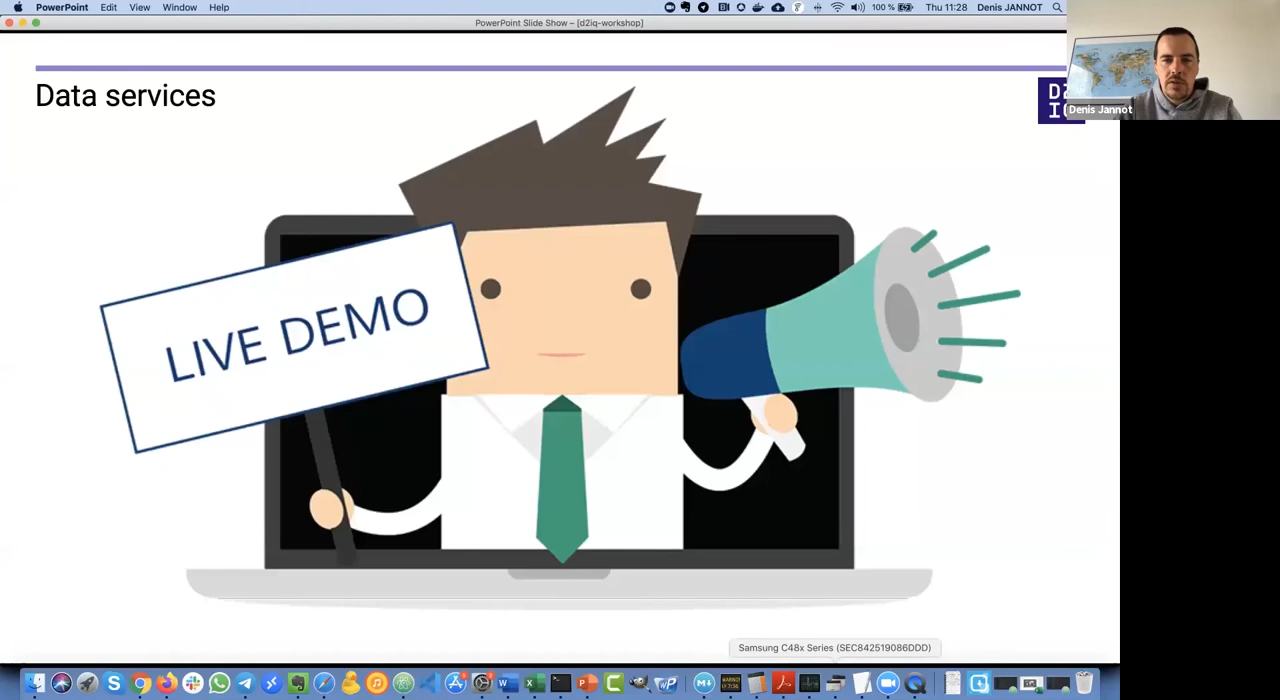 PowerPoint Edit View Window Help
100 % Thu 11:28 Denis JANNOT
PowerPoint Slide Show – [d2iq-workshop]
Data services
Denis Jannot
LIVE DEMO
Samsung C48x Series (SEC842519086DDD)